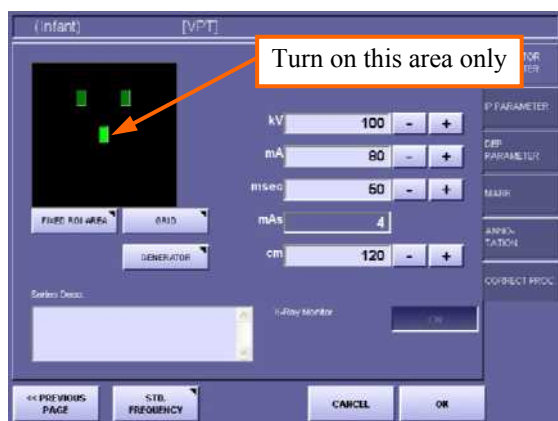 (Infant) [VPT]
Turn on this area only
IP PARAMETER
kV 100 - +
mA 80 - +
PARAMETER
msec 50 - +
MARK
FIXED ROI AREA GRID
mAs 4
ANNO-
TATION
GENERATOR
cm 120 - +
CORRECT PROC.
Series Desc.
X-Ray Monitor
<< PREVIOUS
PAGE
STD.
FREQUENCY
CANCEL OK